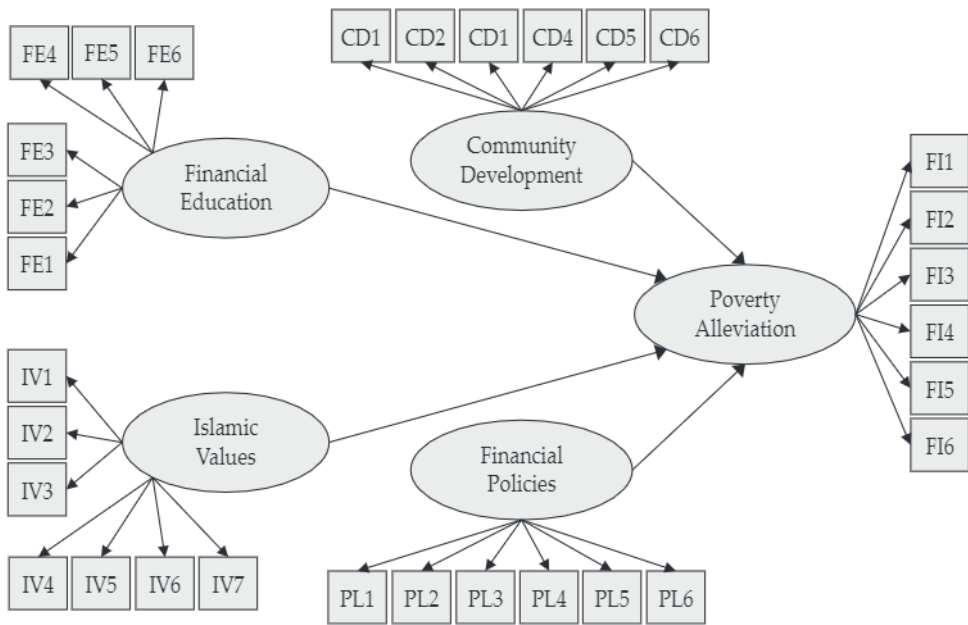 FE4
FE5
FE6
CD1
CD2
CD1
CD4
CD5
CD6
FE3
FE2
FE1
Financial
Education
Community
Development
FI1
FI2
FI3
FI4
FI5
FI6
Poverty
Alleviation
IV1
IV2
IV3
Islamic
Values
Financial
Policies
IV4
IV5
IV6
IV7
PL1
PL2
PL3
PL4
PL5
PL6